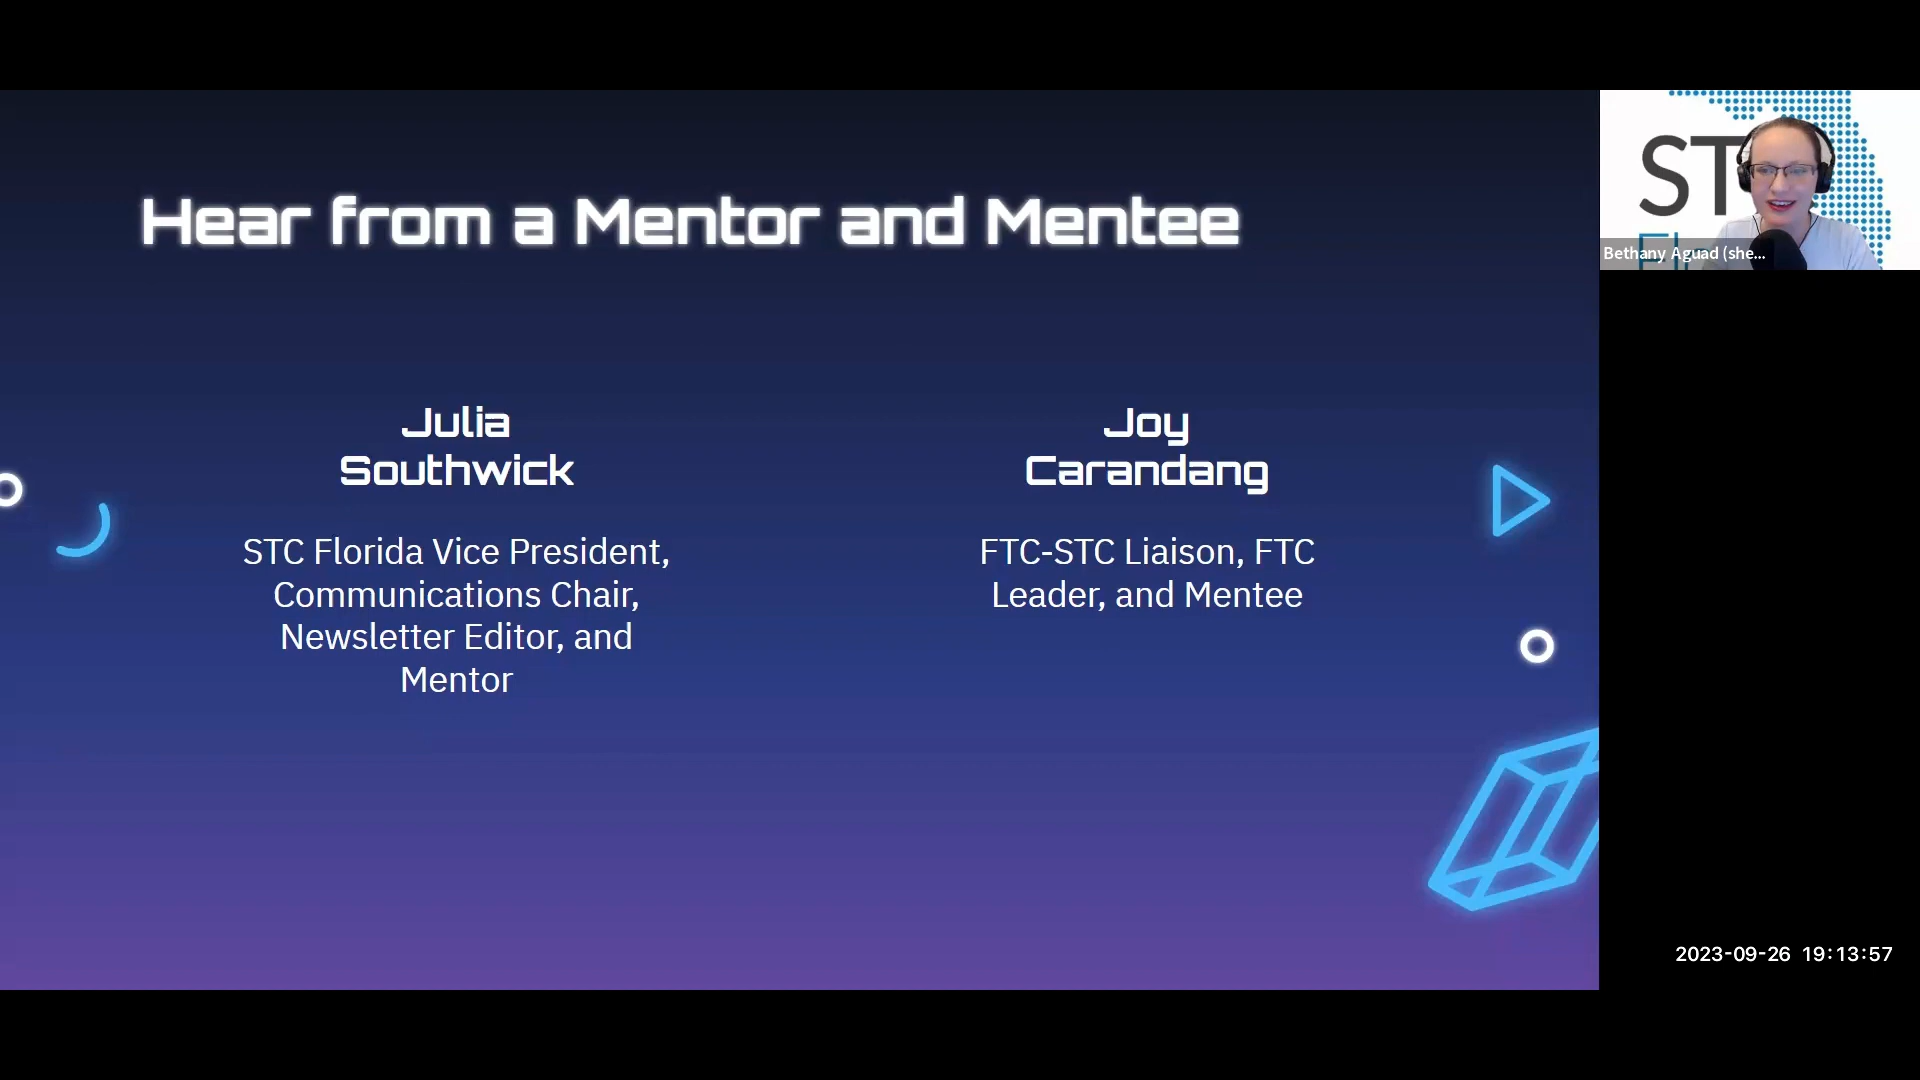 Hear from a Mentor and Mentee
Julia
Southwick
STC Florida Vice President,
Communications Chair,
Newsletter Editor, and
Mentor
Joy
Carandang
FTC-STC Liaison, FTC
Leader, and Mentee
ST
Bethany Aguad (she...
2023-09-26 19:13:57